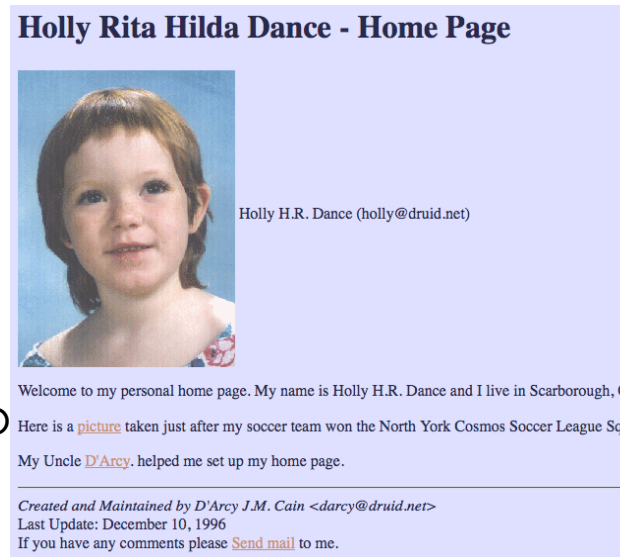 Holly Rita Hilda Dance - Home Page
Holly H.R. Dance (holly@druid.net)
Welcome to my personal home page. My name is Holly H.R. Dance and I live in Scarborough,
Here is a picture taken just after my soccer team won the North York Cosmos Soccer League
My Uncle D'Arcy. helped me set up my home page.
Created and Maintained by D'Arcy J.M. Cain <darcy@druid.net>
Last Update: December 10, 1996
If you have any comments please Send mail to me.